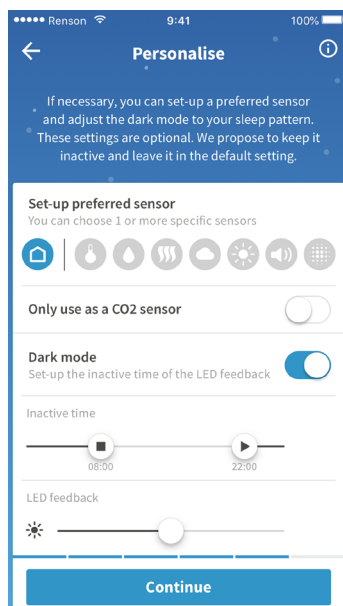 Renson 9:41 100%
Personalise
If necessary, you can set-up a preferred sensor
and adjust the dark mode to your sleep pattern.
These settings are optional. We propose to keep it
inactive and leave it in the default setting.
Set-up preferred sensor
You can choose 1 or more specific sensors
Only use as a CO2 sensor
Dark mode
Set-up the inactive time of the LED feedback
Inactive time
08:00 22:00
LED feedback
Continue